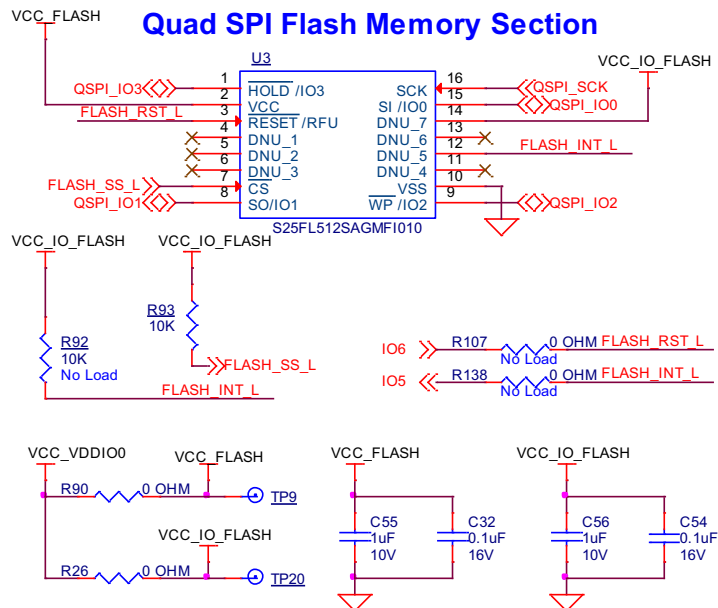 Quad SPI Flash Memory Section
VCC_FLASH
U3
VCC_IO_FLASH
QSPI_IO3 1 HOLD/IO3 SCK 16 QSPI_SCK
2 VCC SI/IO0 15 QSPI_IO0
FLASH_RST_L 3 RESET/RFU DNU_7 14
4 DNU_1 DNU_6 13
5 DNU_2 DNU_5 12 FLASH_INT_L
6 DNU_3 DNU_4 11
FLASH_SS_L 7 CS VSS 10
QSPI_IO1 8 SO/IO1 WP/IO2 9 QSPI_IO2
S25FL512SAGMFI010
VCC_IO_FLASH
VCC_IO_FLASH
R93
10K
R92
10K
No Load
FLASH_SS_L
FLASH_INT_L
IO6 R107 0 OHM FLASH_RST_L
No Load
IO5 R138 0 OHM FLASH_INT_L
No Load
VCC_VDDIO0
VCC_FLASH
R90 0 OHM TP9
VCC_IO_FLASH
R26 0 OHM TP20
VCC_FLASH
C55
1uF
10V
C32
0.1uF
16V
VCC_IO_FLASH
C56
1uF
10V
C54
0.1uF
16V